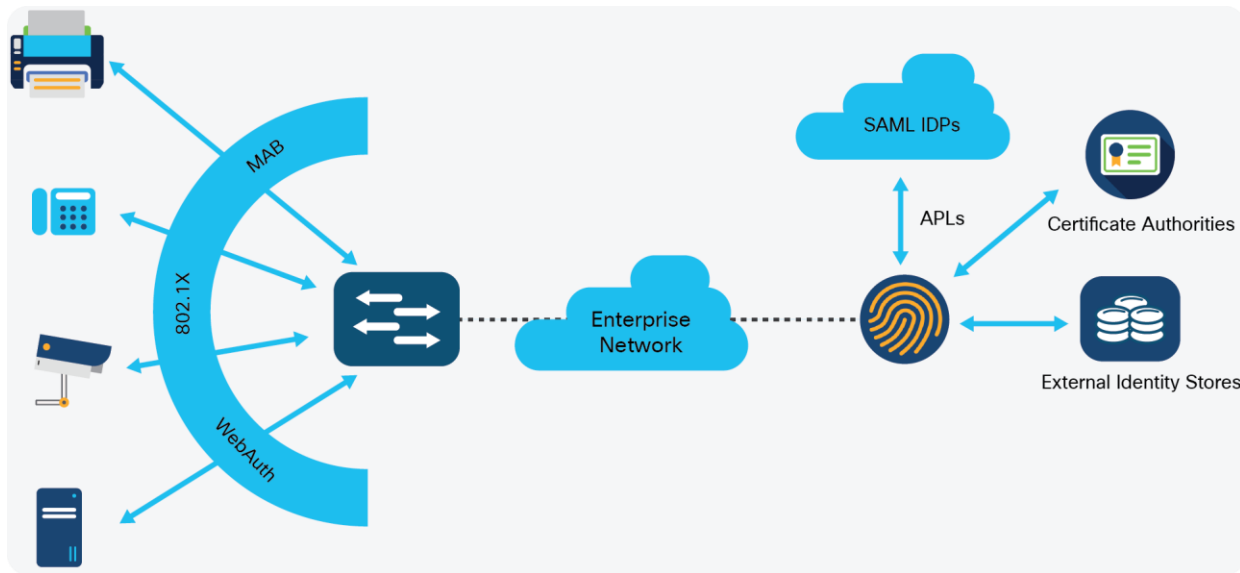 MAB
802.1X
WebAuth
Enterprise
Network
SAML IDPs
APLs
Certificate Authorities
External Identity Stores